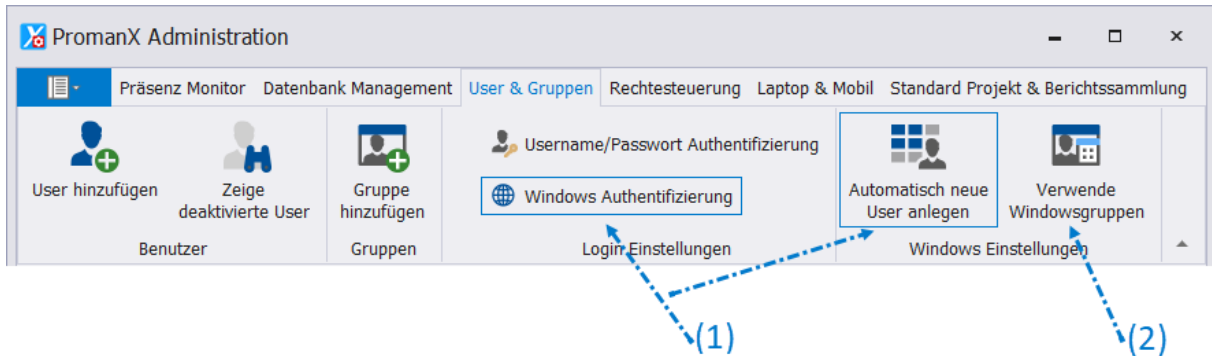 PromanX Administration
Präsenz Monitor Datenbank Management User & Gruppen Rechtesteuerung Laptop & Mobil Standard Projekt & Berichtssammlung
User hinzufügen
Zeige
deaktivierte User
Benutzer
Gruppe
hinzufügen
Gruppen
Username/Passwort Authentifizierung
Windows Authentifizierung
Login Einstellungen
Automatisch neue
User anlegen
Verwende
Windowsgruppen
Windows Einstellungen
(1)
(2)